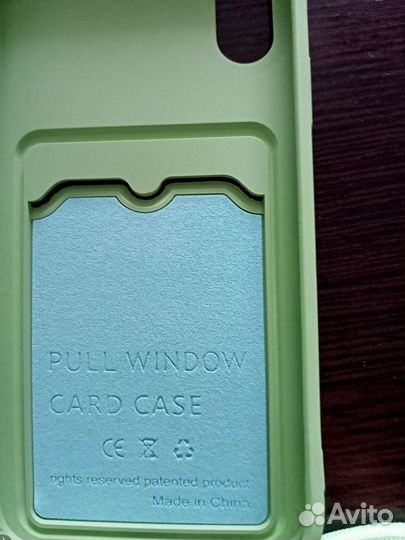 PULL WINDOW
CARD CASE
CE
rights reserved patented product
Made in China
Avito